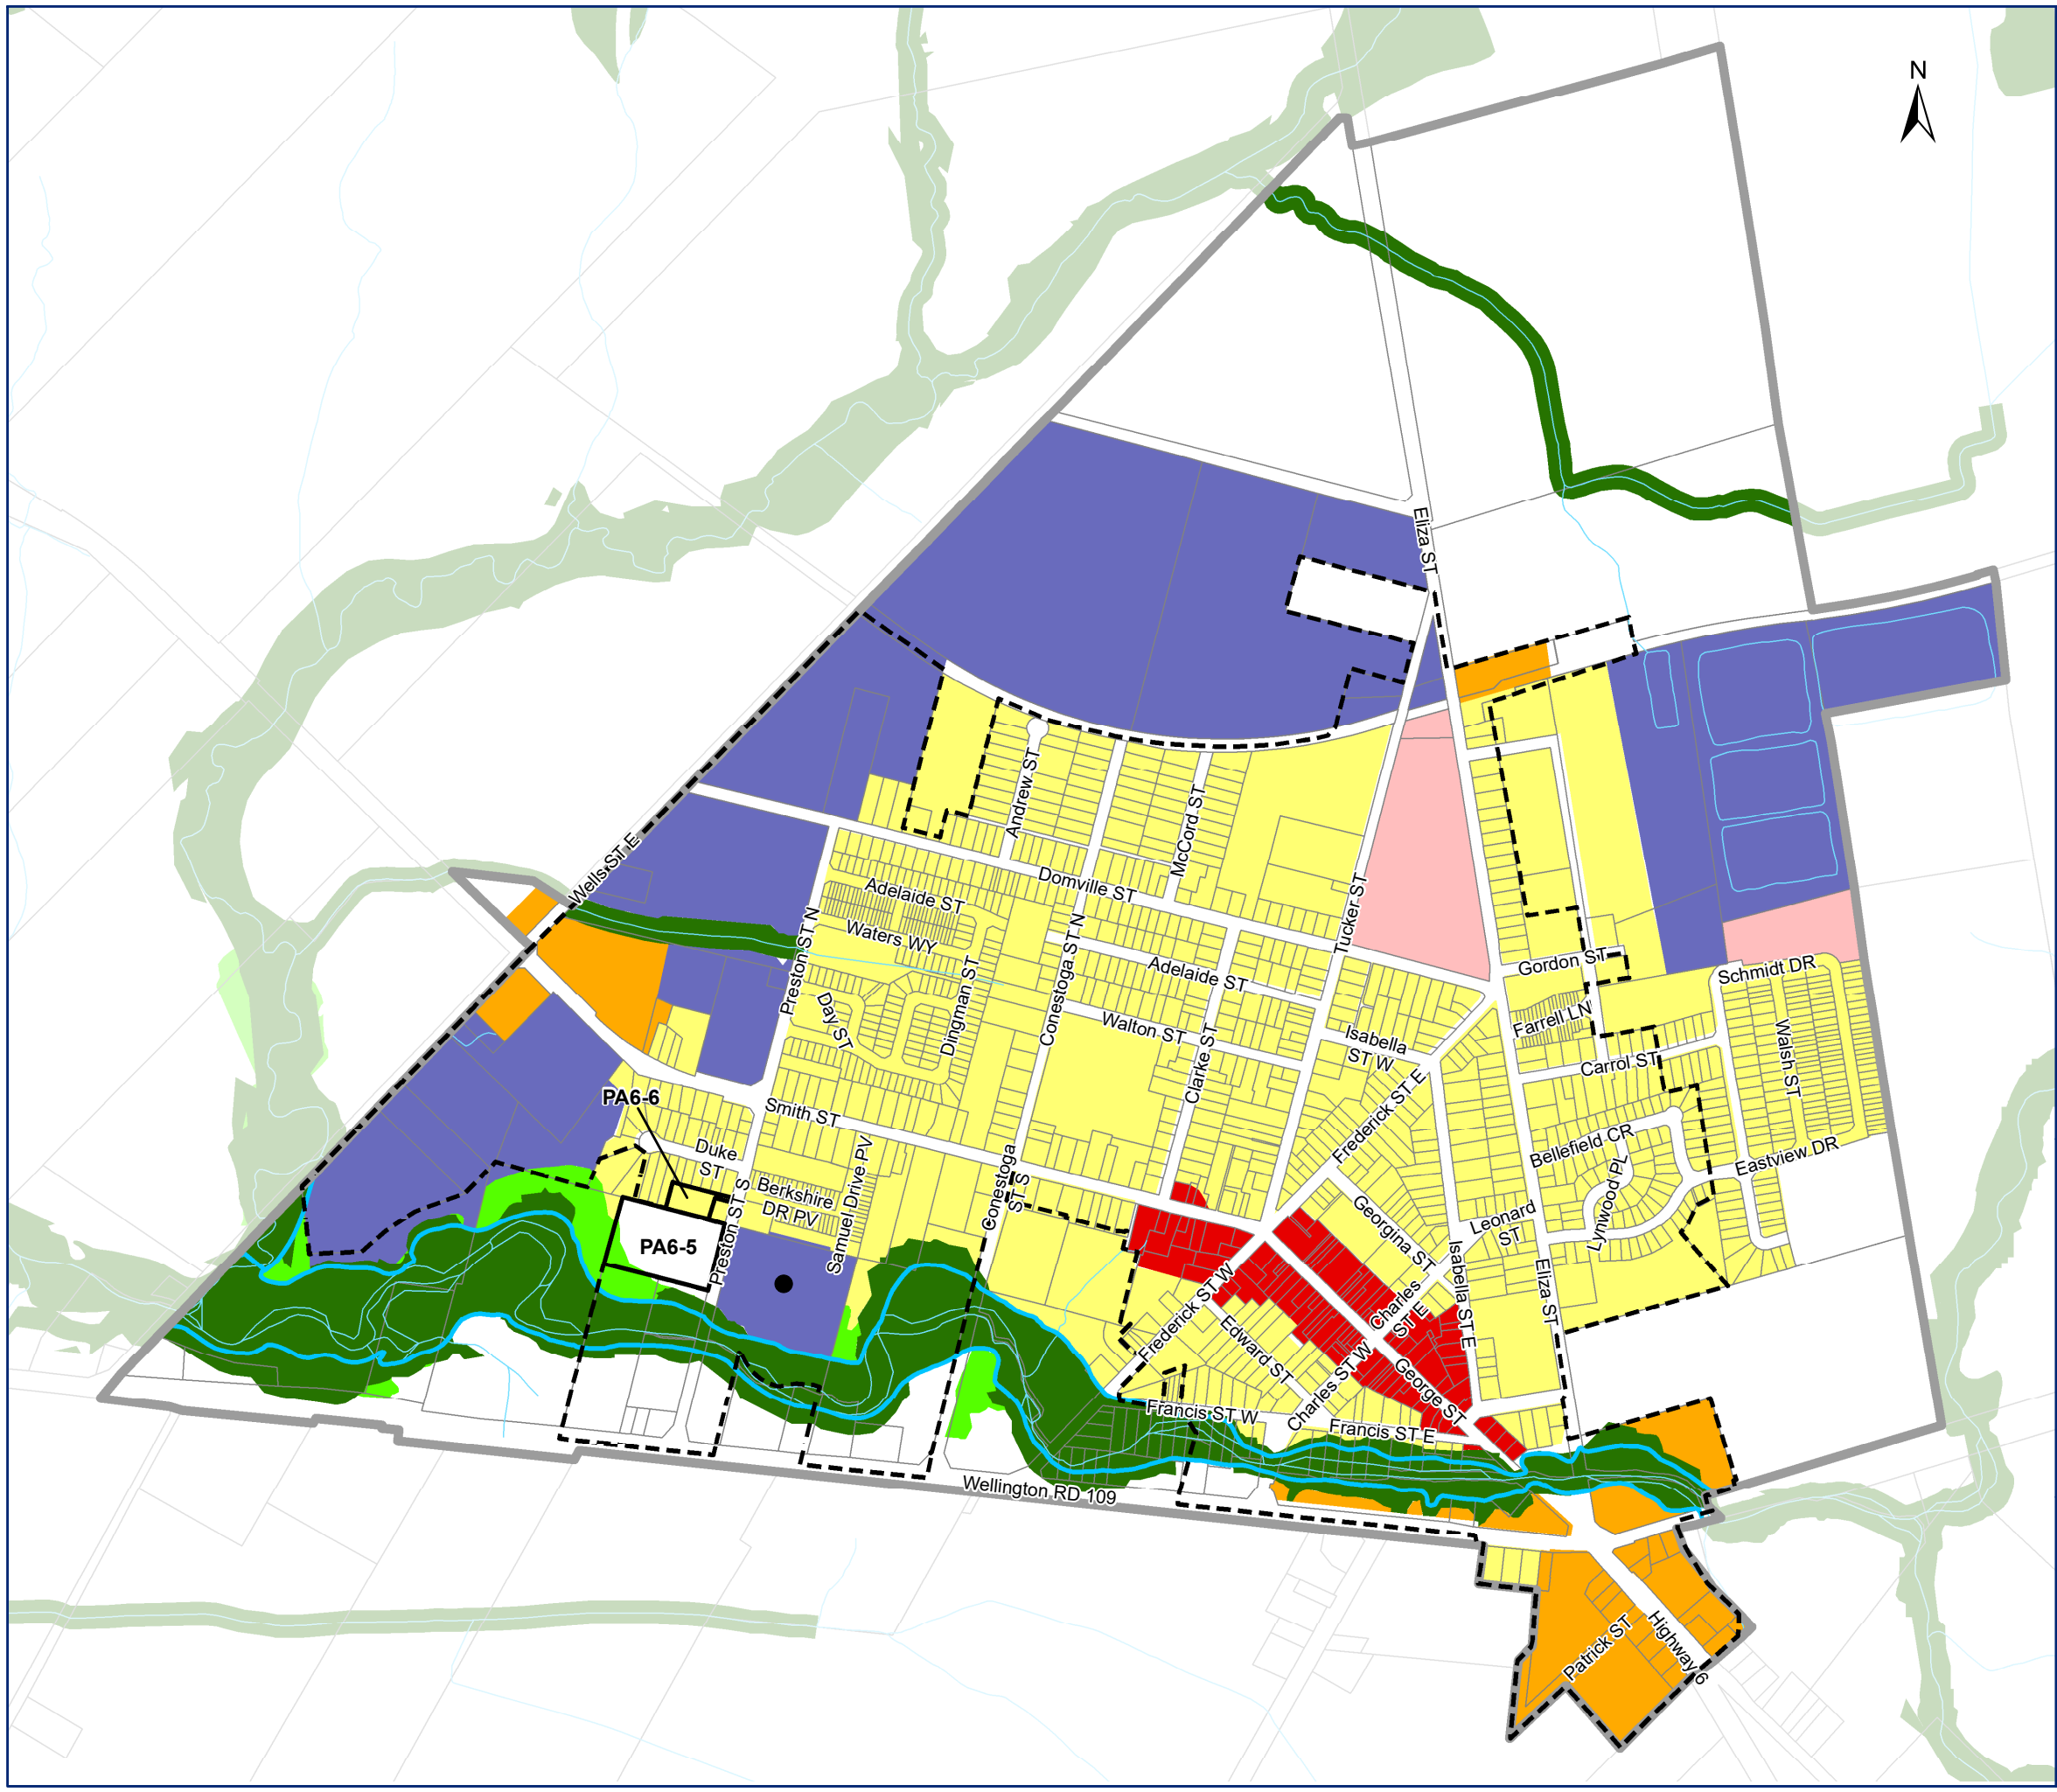 N
Eliza ST
Andrew ST
McCord ST
Wells ST E
Domville ST
Adelaide ST
Tucker ST
Preston ST N
Waters WY
Conestoga ST N
Adelaide ST
Gordon ST
Schmidt DR
Dingman ST
Day ST
Farrell LN
Walton ST
Isabella
ST W
Walsh ST
Clarke ST
Carrol ST
PA6-6
Smith ST
Frederick ST E
Duke
ST
Bellefield CR
Eastview DR
Lynwood PL
Berkshire
DR PV
Samuel Drive PV
Conestoga
ST S
Preston ST S
PA6-5
Georgina ST
Leonard
ST
Isabella ST E
Eliza ST
Frederick ST W
Charles
ST E
Edward ST
Charles ST W
George ST
Francis ST W
Francis ST E
Wellington RD 109
Patrick ST
Highway 6